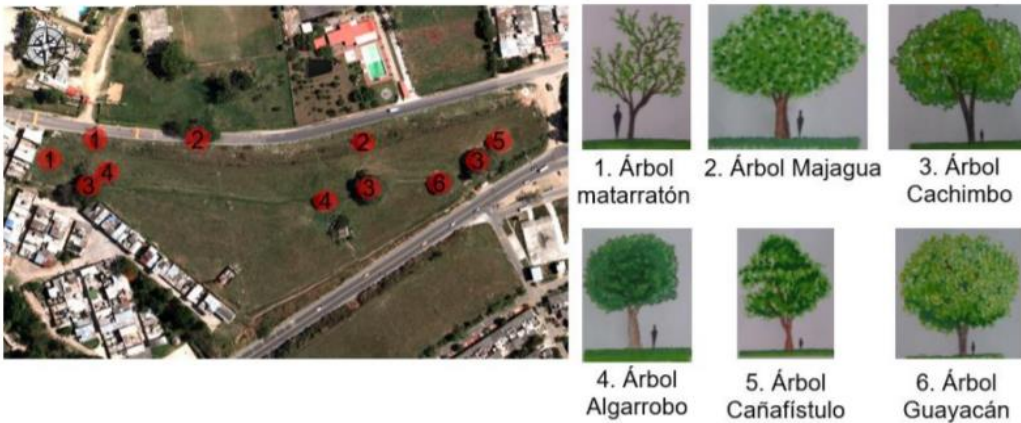 1
2
2
5
1
4
3
3
3
6
4
1. Árbol
matarratón
2. Árbol Majagua
3. Árbol
Cachimbo
4. Árbol
Algarrobo
5. Árbol
Cañafístulo
6. Árbol
Guayacán